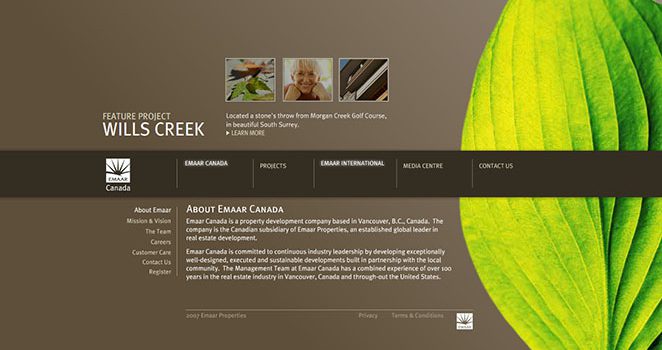 FEATURE PROJECT
WILLS CREEK
Located a stone's throw from Morgan Creek Golf Course,
in beautiful South Surrey.
LEARN MORE
EMAAR
Canada
EMAAR CANADA
PROJECTS
EMAAR INTERNATIONAL
MEDIA CENTRE
CONTACT US
About Emaar
Mission & Vision
The Team
Careers
Customer Care
Contact Us
Register
ABOUT EMAAR CANADA
Emaar Canada is a property development company based in Vancouver, B.C., Canada. The
company is the Canadian subsidiary of Emaar Properties, an established global leader in
real estate development.
Emaar Canada is committed to continuous industry leadership by developing exceptionally
well-designed, executed and sustainable developments built in partnership with the local
community. The Management Team at Emaar Canada has a combined experience of over 100
years in the real estate industry in Vancouver, Canada and through-out the United States.
2007 Emaar Properties
Privacy
Terms & Conditions
EMAAR